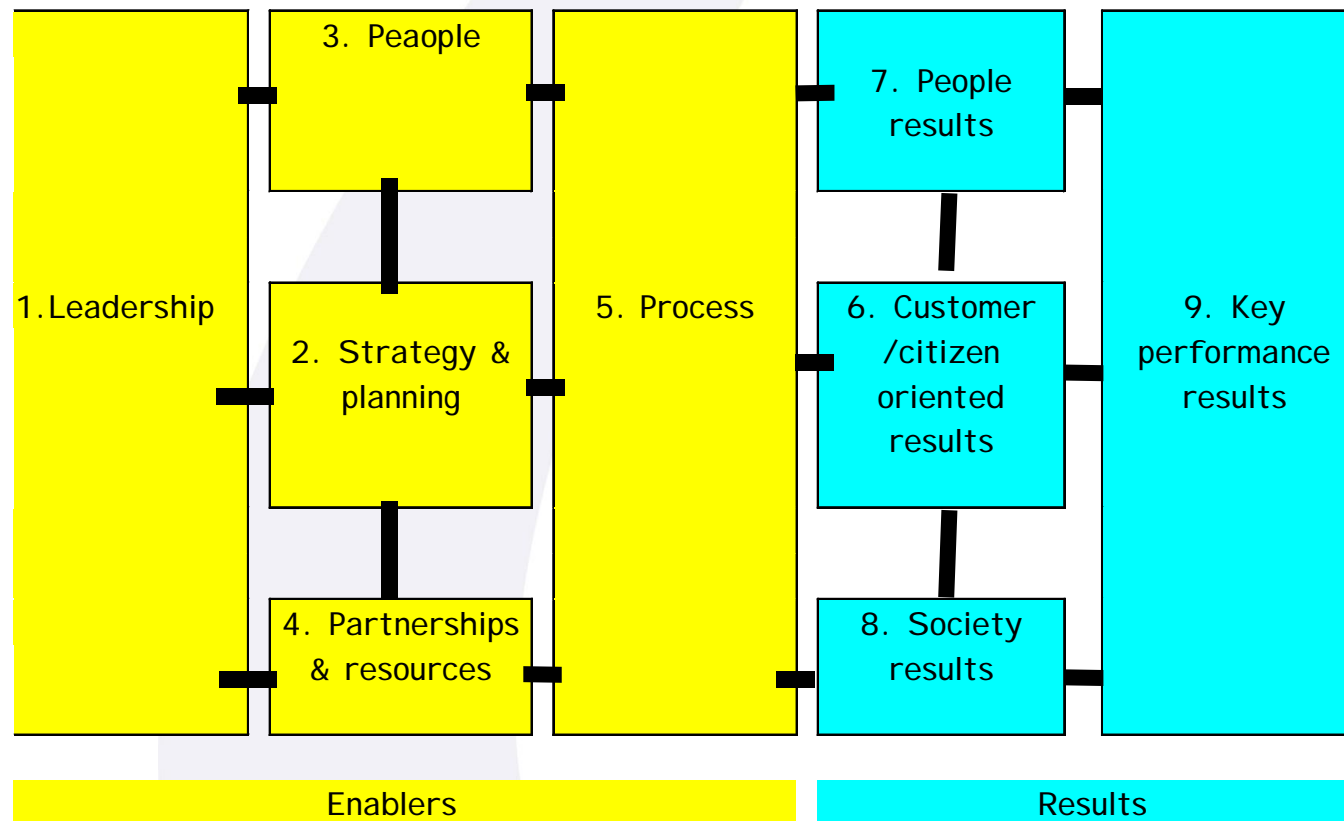 3. Peaople
7. People
results
1.Leadership
2. Strategy &
planning
5. Process
6. Customer
/citizen
oriented
results
9. Key
performance
results
4. Partnerships
& resources
8. Society
results
Enablers
Results